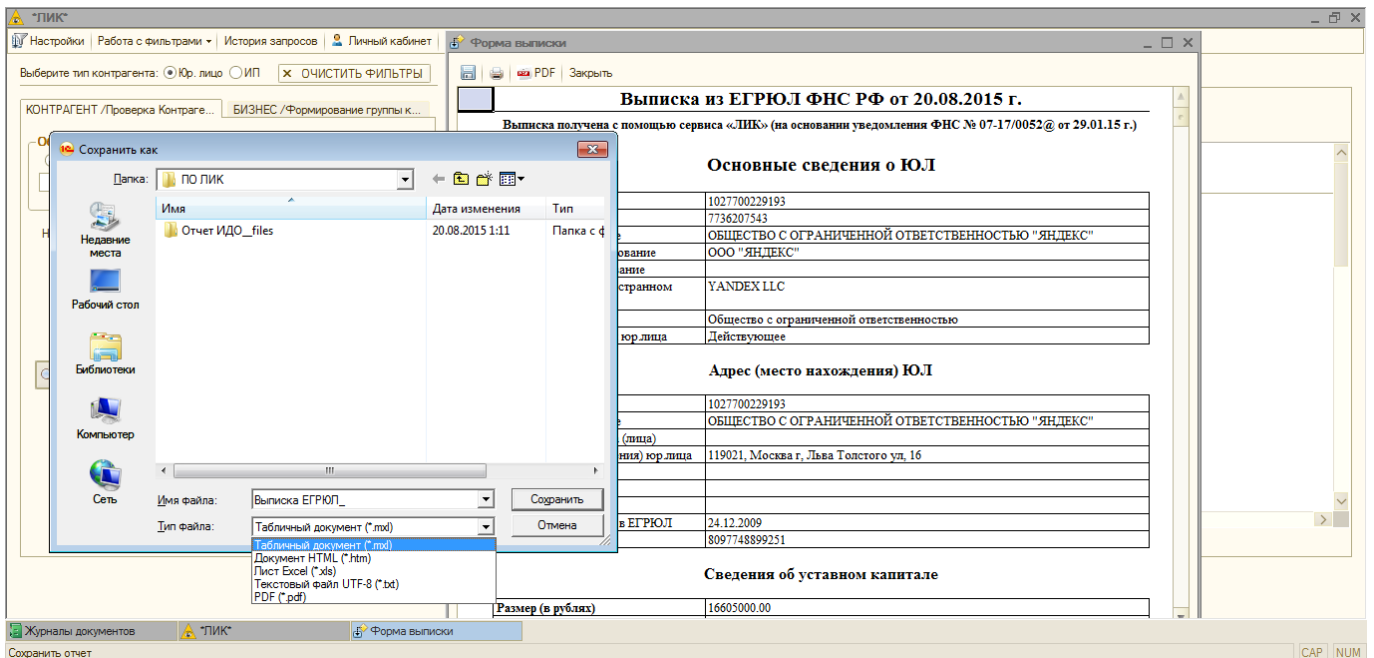 "ЛИК"
Настройки Работа с фильтрами История запросов Личный кабинет
Выберите тип контрагента: Юр. лицо ИП ОЧИСТИТЬ ФИЛЬТРЫ
КОНТРАГЕНТ /Проверка Контраге... БИЗНЕС /Формирование группы к...
Форма выписки
PDF Закрыть
Выписка из ЕГРЮЛ ФНС РФ от 20.08.2015 г.
Выписка получена с помощью сервиса «ЛИК» (на основании уведомления ФНС № 07-17/0052@ от 29.01.15 г.)
Основные сведения о ЮЛ
1027700229193
7736207543
ОБЩЕСТВО С ОГРАНИЧЕННОЙ ОТВЕТСТВЕННОСТЬЮ "ЯНДЕКС"
ование ООО "ЯНДЕКС"
ание
странном YANDEX LLC
Общество с ограниченной ответственностью
юр.лица Действующее
Адрес (место нахождения) ЮЛ
1027700229193
ОБЩЕСТВО С ОГРАНИЧЕННОЙ ОТВЕТСТВЕННОСТЬЮ "ЯНДЕКС"
(лица)
ния) юр.лица 119021, Москва г, Льва Толстого ул, 16
в ЕГРЮЛ 24.12.2009
8097748899251
Сведения об уставном капитале
Размер (в рублях) 16605000.00
Сохранить как
Папка: ПО ЛИК
Имя Дата изменения Тип
Отчет ИДО__files 20.08.2015 1:11 Папка с ф
Недавние
места
Рабочий стол
Библиотеки
Компьютер
Сеть
Имя файла: Выписка ЕГРЮЛ_ Сохранить
Тип файла: Табличный документ (*.mxl) Отмена
Табличный документ (*.mxl)
Документ HTML (*.htm)
Лист Excel (*.xls)
Текстовый файл UTF-8 (*.txt)
PDF (*.pdf)
Журналы документов "ЛИК" Форма выписки
Сохранить отчет CAP NUM